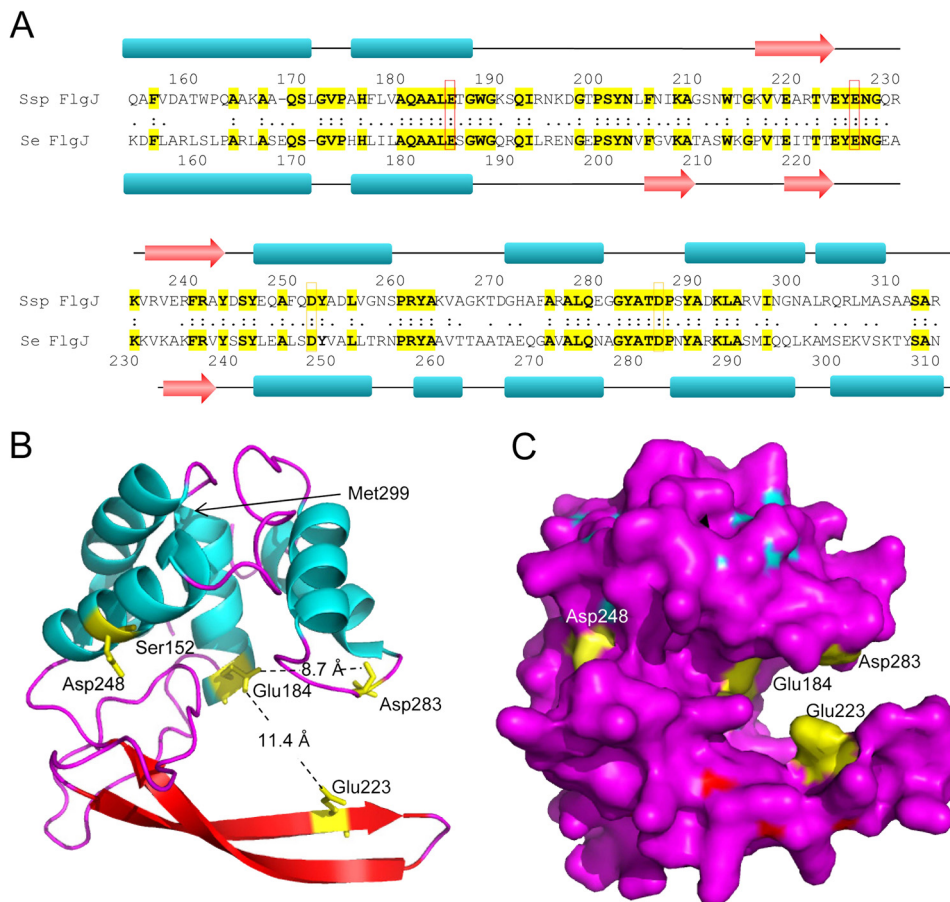 A
160 170 180 190 200 210 220 230
Ssp FlgJ QAFVDATWPQAAKAA-QSLGVPAHFLVAQAALETGWGKSQIRNKDGTPSYNLFNIKAGSNWTGKVVEARTVEYENGQR
Se FlgJ KDFLARLSLPARLASEQSGVPHHLILAQAALESGWGQRQILRENGEPSYNVFGVKATASWKGPVTEITTTEYENGEA
170 180 190 200 210 220
240 250 260 270 280 290 300 310
Ssp FlgJ KVRVERFRAYDSYEQAFQDYADLVGNSPRYAKVAGKTDGHAFARALQEGGYATDPSYADKLARVINGNALRQRLMASAASAR
Se FlgJ KKVKAKFRVYSSYLEALSDYVALLTRNPRYAAVTTAATAEQGAVALQNAGYATDPNYARKLASMIQQLKAMSEKVSKTYSAN
230 240 250 260 270 280 290 300 310
B
Met299
Ser152
Asp248
8.7 Å
Glu184
Asp283
11.4 Å
Glu223
C
Asp248
Asp283
Glu184
Glu223